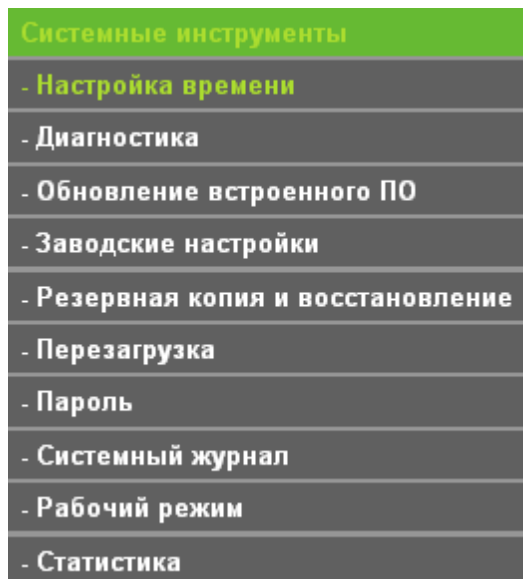 Системные инструменты
- Настройка времени
- Диагностика
- Обновление встроенного ПО
- Заводские настройки
- Резервная копия и восстановление
- Перезагрузка
- Пароль
- Системный журнал
- Рабочий режим
- Статистика